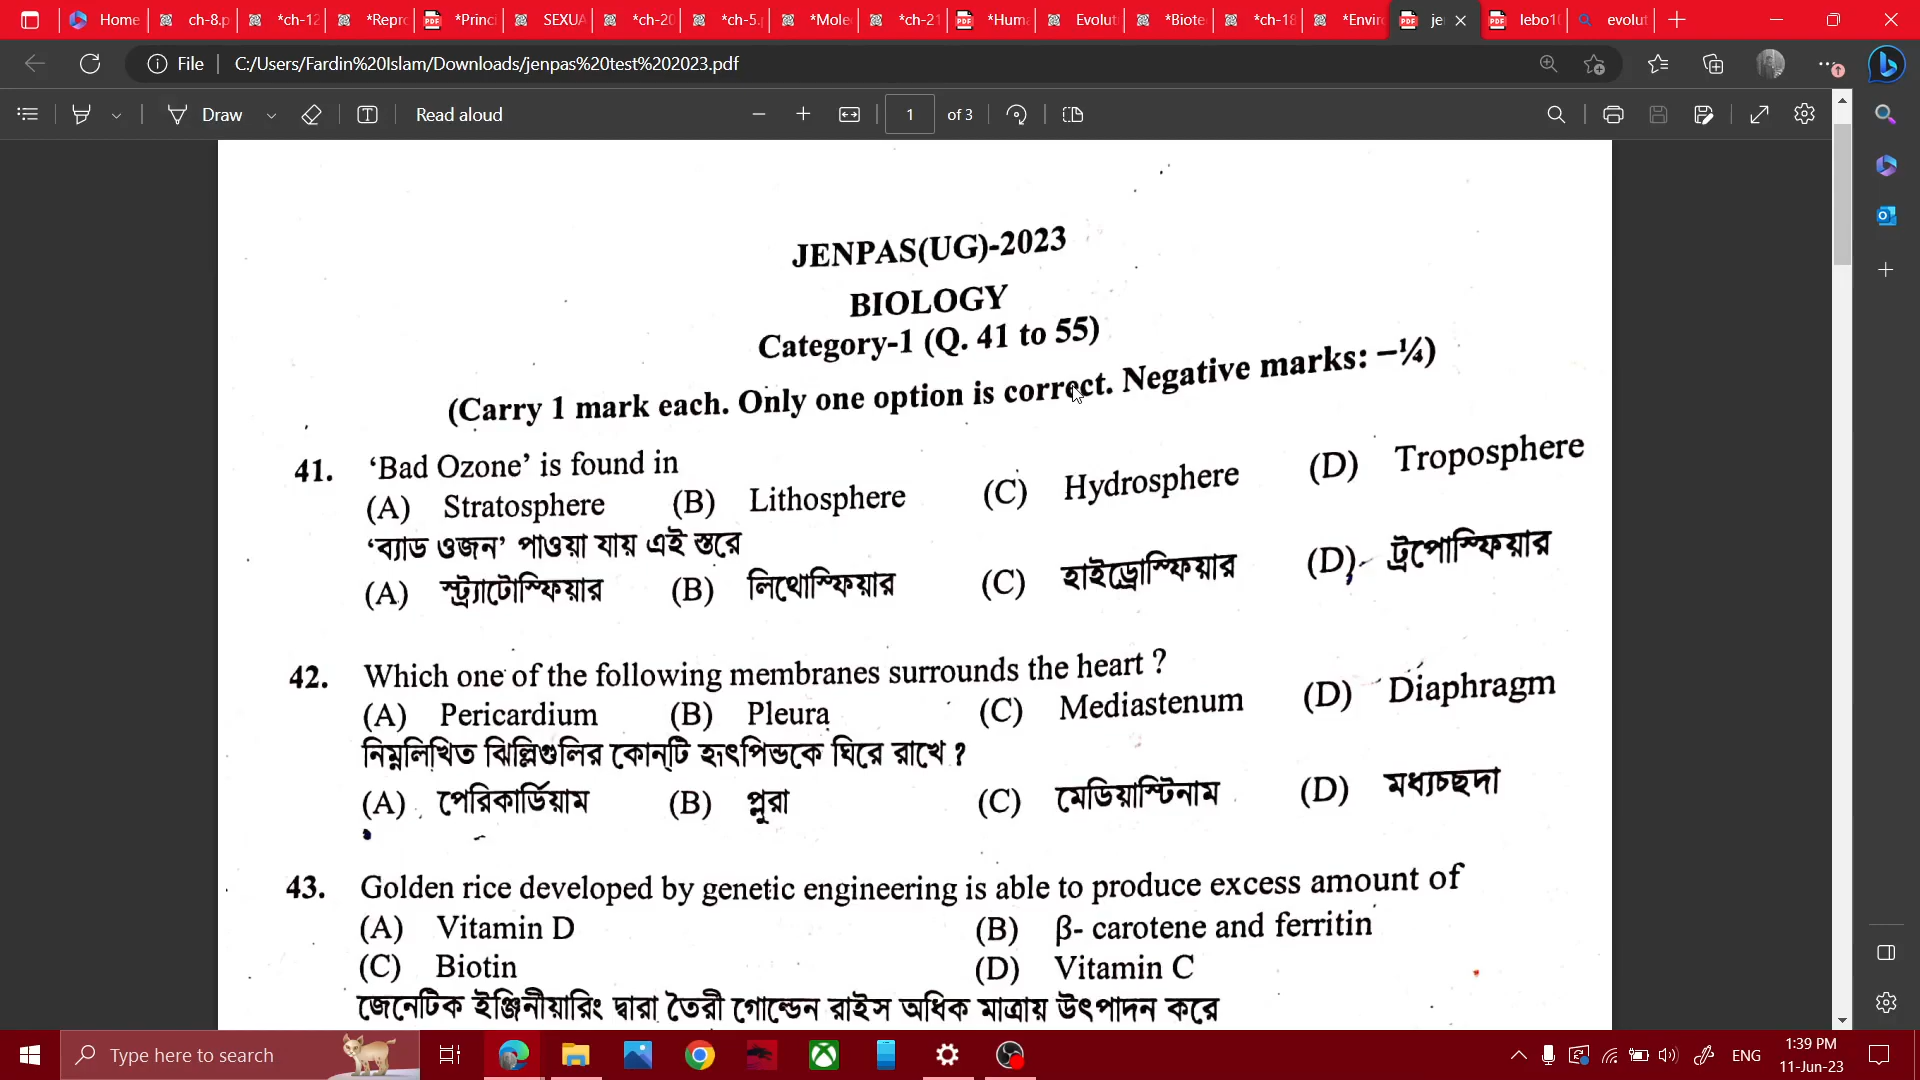 Home
ch-8.p
*ch-12
*Repro
*Princi
SEXUA
*ch-20
*ch-5.
*Mole
*ch-21
*Huma
Evolut
*Biote
*ch-18
*Enviro
je
lebo10
evolut
File
C:/Users/Fardin%20Islam/Downloads/jenpas%20test%202023.pdf
Draw
Read aloud
1 of 3
JENPAS(UG)-2023
BIOLOGY
Category-1 (Q. 41 to 55)
(Carry 1 mark each. Only one option is correct. Negative marks: –¼)
41. ‘Bad Ozone’ is found in
(A) Stratosphere (B) Lithosphere (C) Hydrosphere (D) Troposphere
‘ব্যাড ওজন’ পাওয়া যায় এই স্তরে
(A) স্ট্র্যাটোস্ফিয়ার (B) লিথোস্ফিয়ার (C) হাইড্রোস্ফিয়ার (D) ট্রপোস্ফিয়ার
42. Which one of the following membranes surrounds the heart ?
(A) Pericardium (B) Pleura (C) Mediastenum (D) Diaphragm
নিম্নলিখিত ঝিল্লিগুলির কোন্‌টি হৃৎপিন্ডকে ঘিরে রাখে ?
(A) পেরিকার্ডিয়াম (B) প্লুরা (C) মেডিয়াস্টিনাম (D) মধ্যচ্ছদা
43. Golden rice developed by genetic engineering is able to produce excess amount of
(A) Vitamin D (B) β- carotene and ferritin
(C) Biotin (D) Vitamin C
জেনেটিক ইঞ্জিনীয়ারিং দ্বারা তৈরী গোল্ডেন রাইস অধিক মাত্রায় উৎপাদন করে
Type here to search
ENG
1:39 PM
11-Jun-23